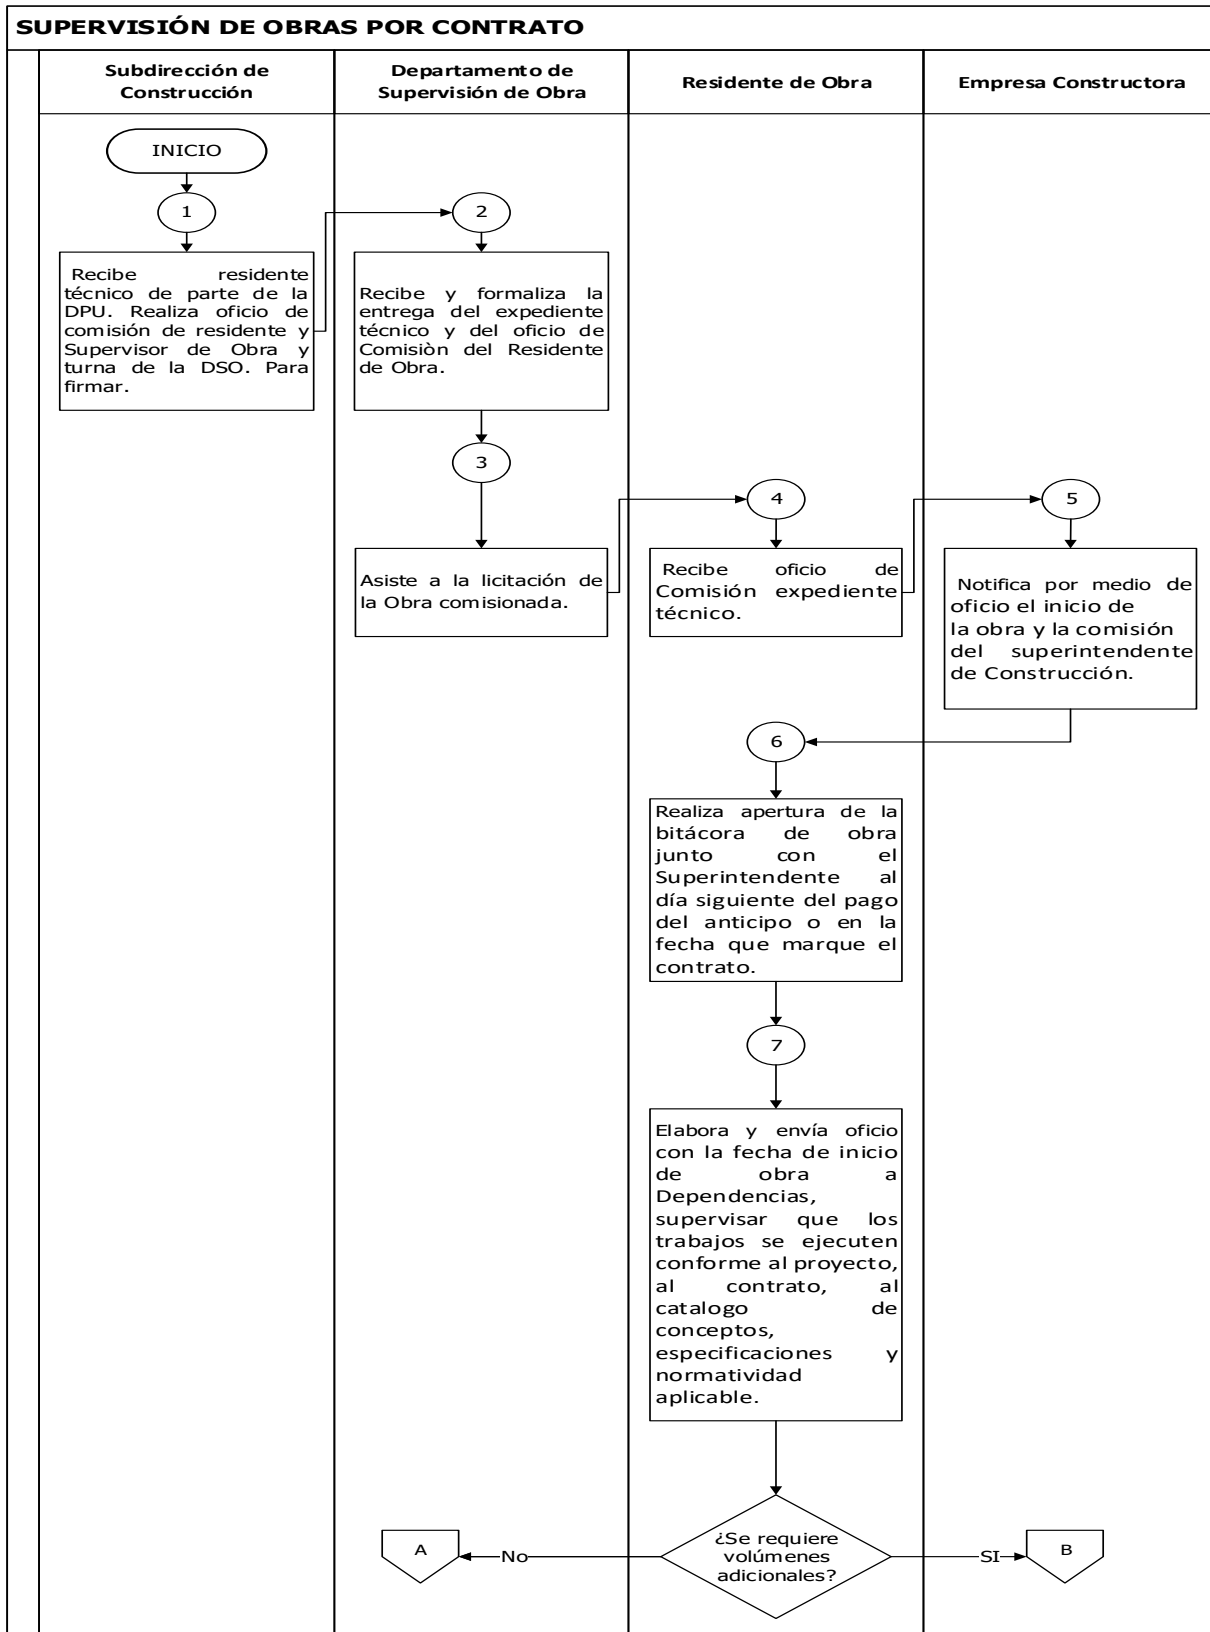 SUPERVISIÓN DE OBRAS POR CONTRATO
Subdirección de
Construcción
Departamento de
Supervisión de Obra
Residente de Obra
Empresa Constructora
INICIO
1
Recibe residente
técnico de parte de la
DPU. Realiza oficio de
comisión de residente y
Supervisor de Obra y
turna de la DSO. Para
firmar.
2
Recibe y formaliza la
entrega del expediente
técnico y del oficio de
Comisiòn del Residente
de Obra.
3
Asiste a la licitación de
la Obra comisionada.
4
Recibe oficio de
Comisión expediente
técnico.
5
Notifica por medio de
oficio el inicio de
la obra y la comisión
del superintendente
de Construcción.
6
Realiza apertura de la
bitácora de obra
junto con el
Superintendente al
día siguiente del pago
del anticipo o en la
fecha que marque el
contrato.
7
Elabora y envía oficio
con la fecha de inicio
de obra a
Dependencias,
supervisar que los
trabajos se ejecuten
conforme al proyecto,
al contrato, al
catalogo de
conceptos,
especificaciones y
normatividad
aplicable.
¿Se requiere
volúmenes
adicionales?
No
A
SI
B